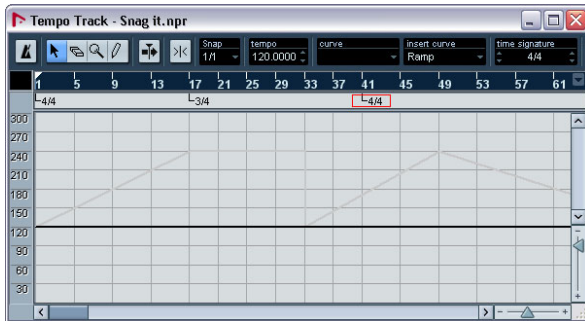 Tempo Track - Snag it.npr
Snap tempo curve insert curve time signature
1/1 120.0000 Ramp 4/4
1 5 9 13 17 21 25 29 33 37 41 45 49 53 57 61
4/4 3/4 4/4
300
270
240
210
180
150
120
90
60
30